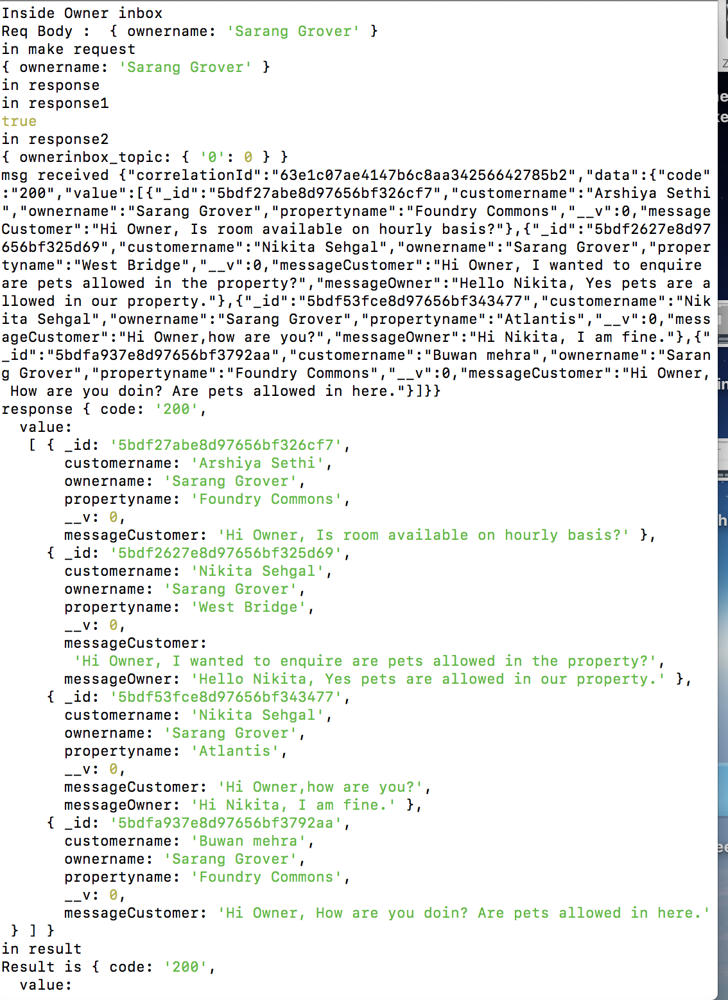 Inside Owner inbox
Req Body :  { ownername: 'Sarang Grover' }
in make request
{ ownername: 'Sarang Grover' }
in response
in response1
true
in response2
{ ownerinbox_topic: { '0': 0 } }
msg received {"correlationId":"63e1c07ae4147b6c8aa34256642785b2","data":{"code"
:"200","value":[{"_id":"5bdf27abe8d97656bf326cf7","customername":"Arshiya Sethi
","ownername":"Sarang Grover","propertyname":"Foundry Commons","__v":0,"message
Customer":"Hi Owner, Is room available on hourly basis?"},{"_id":"5bdf2627e8d97
656bf325d69","customername":"Nikita Sehgal","ownername":"Sarang Grover","proper
tyname":"West Bridge","__v":0,"messageCustomer":"Hi Owner, I wanted to enquire 
are pets allowed in the property?","messageOwner":"Hello Nikita, Yes pets are a
llowed in our property."},{"_id":"5bdf53fce8d97656bf343477","customername":"Nik
ita Sehgal","ownername":"Sarang Grover","propertyname":"Atlantis","__v":0,"mess
ageCustomer":"Hi Owner,how are you?","messageOwner":"Hi Nikita, I am fine."},{"
_id":"5bdfa937e8d97656bf3792aa","customername":"Buwan mehra","ownername":"Saran
g Grover","propertyname":"Foundry Commons","__v":0,"messageCustomer":"Hi Owner,
 How are you doin? Are pets allowed in here."}]}}
response { code: '200',
  value:
   [ { _id: '5bdf27abe8d97656bf326cf7',
       customername: 'Arshiya Sethi',
       ownername: 'Sarang Grover',
       propertyname: 'Foundry Commons',
       __v: 0,
       messageCustomer: 'Hi Owner, Is room available on hourly basis?' },
     { _id: '5bdf2627e8d97656bf325d69',
       customername: 'Nikita Sehgal',
       ownername: 'Sarang Grover',
       propertyname: 'West Bridge',
       __v: 0,
       messageCustomer:
        'Hi Owner, I wanted to enquire are pets allowed in the property?',
       messageOwner: 'Hello Nikita, Yes pets are allowed in our property.' },
     { _id: '5bdf53fce8d97656bf343477',
       customername: 'Nikita Sehgal',
       ownername: 'Sarang Grover',
       propertyname: 'Atlantis',
       __v: 0,
       messageCustomer: 'Hi Owner,how are you?',
       messageOwner: 'Hi Nikita, I am fine.' },
     { _id: '5bdfa937e8d97656bf3792aa',
       customername: 'Buwan mehra',
       ownername: 'Sarang Grover',
       propertyname: 'Foundry Commons',
       __v: 0,
       messageCustomer: 'Hi Owner, How are you doin? Are pets allowed in here.'
 } ] }
in result
Result is { code: '200',
  value: